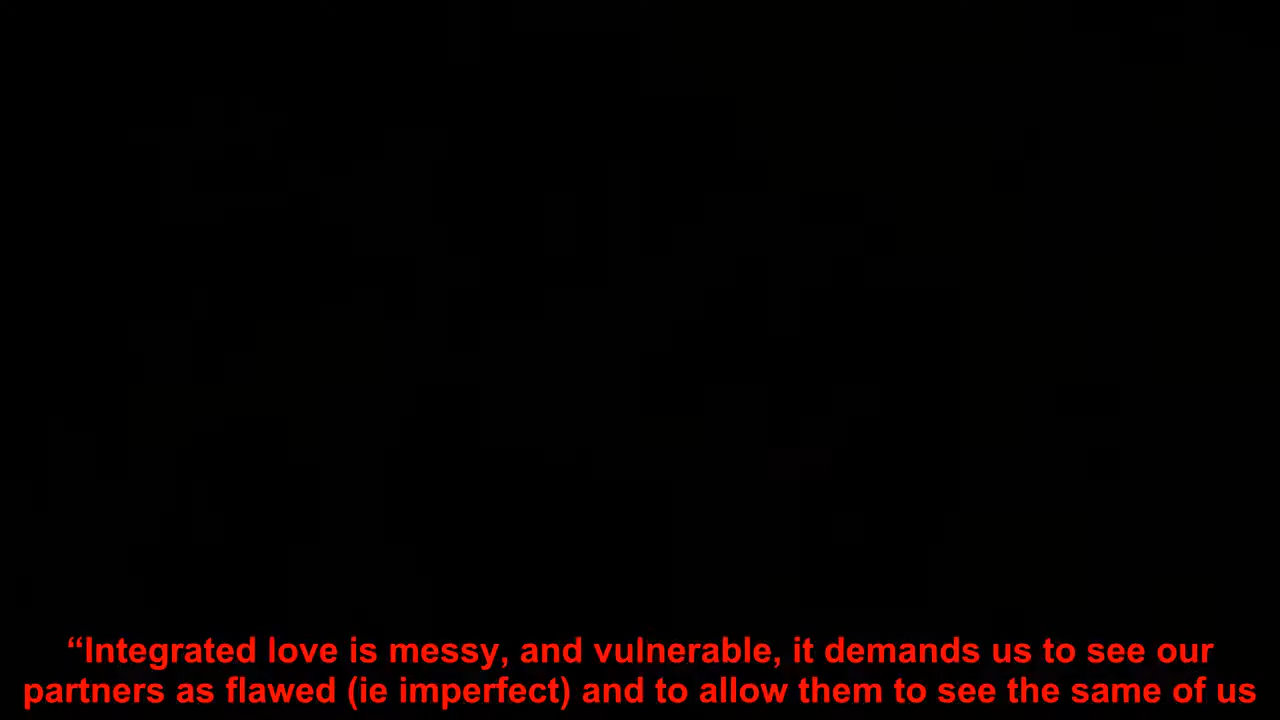 “Integrated love is messy, and vulnerable, it demands us to see our
partners as flawed (ie imperfect) and to allow them to see the same of us